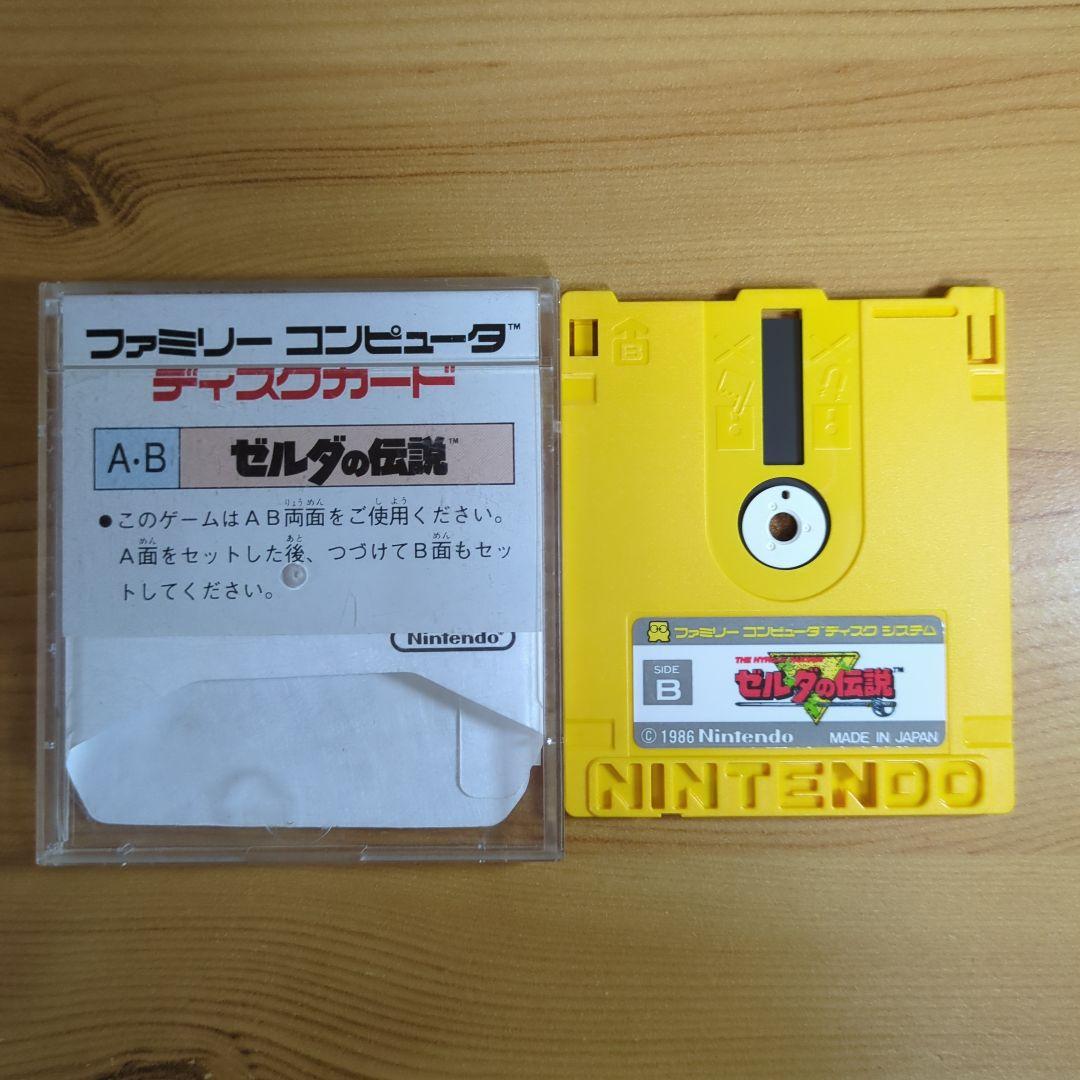 ファミリー コンピュータ™
ディスクカード
A・B
ゼルダの伝説™
●このゲームはAB両面をご使用ください。
A面をセットした後、つづけてB面もセッ
トしてください。
Nintendo®
B
ファミリー コンピュータ™ ディスク システム
SIDE
B
THE HYRULE FANTASY
ゼルダの伝説™
© 1986 Nintendo
MADE IN JAPAN
NINTENDO